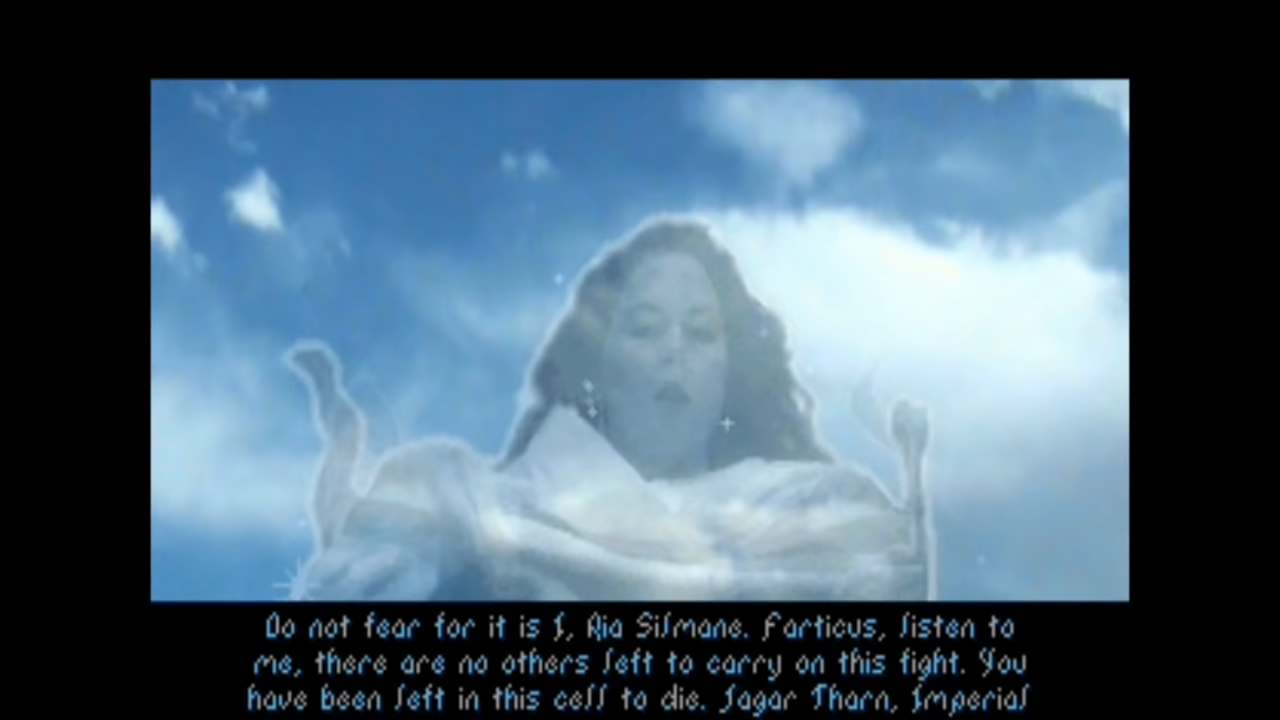 Do not fear for it is I, Ria Silmane. Farticus, listen to
me, there are no others left to carry on this fight. You
have been left in this cell to die. Jagar Tharn, Imperial